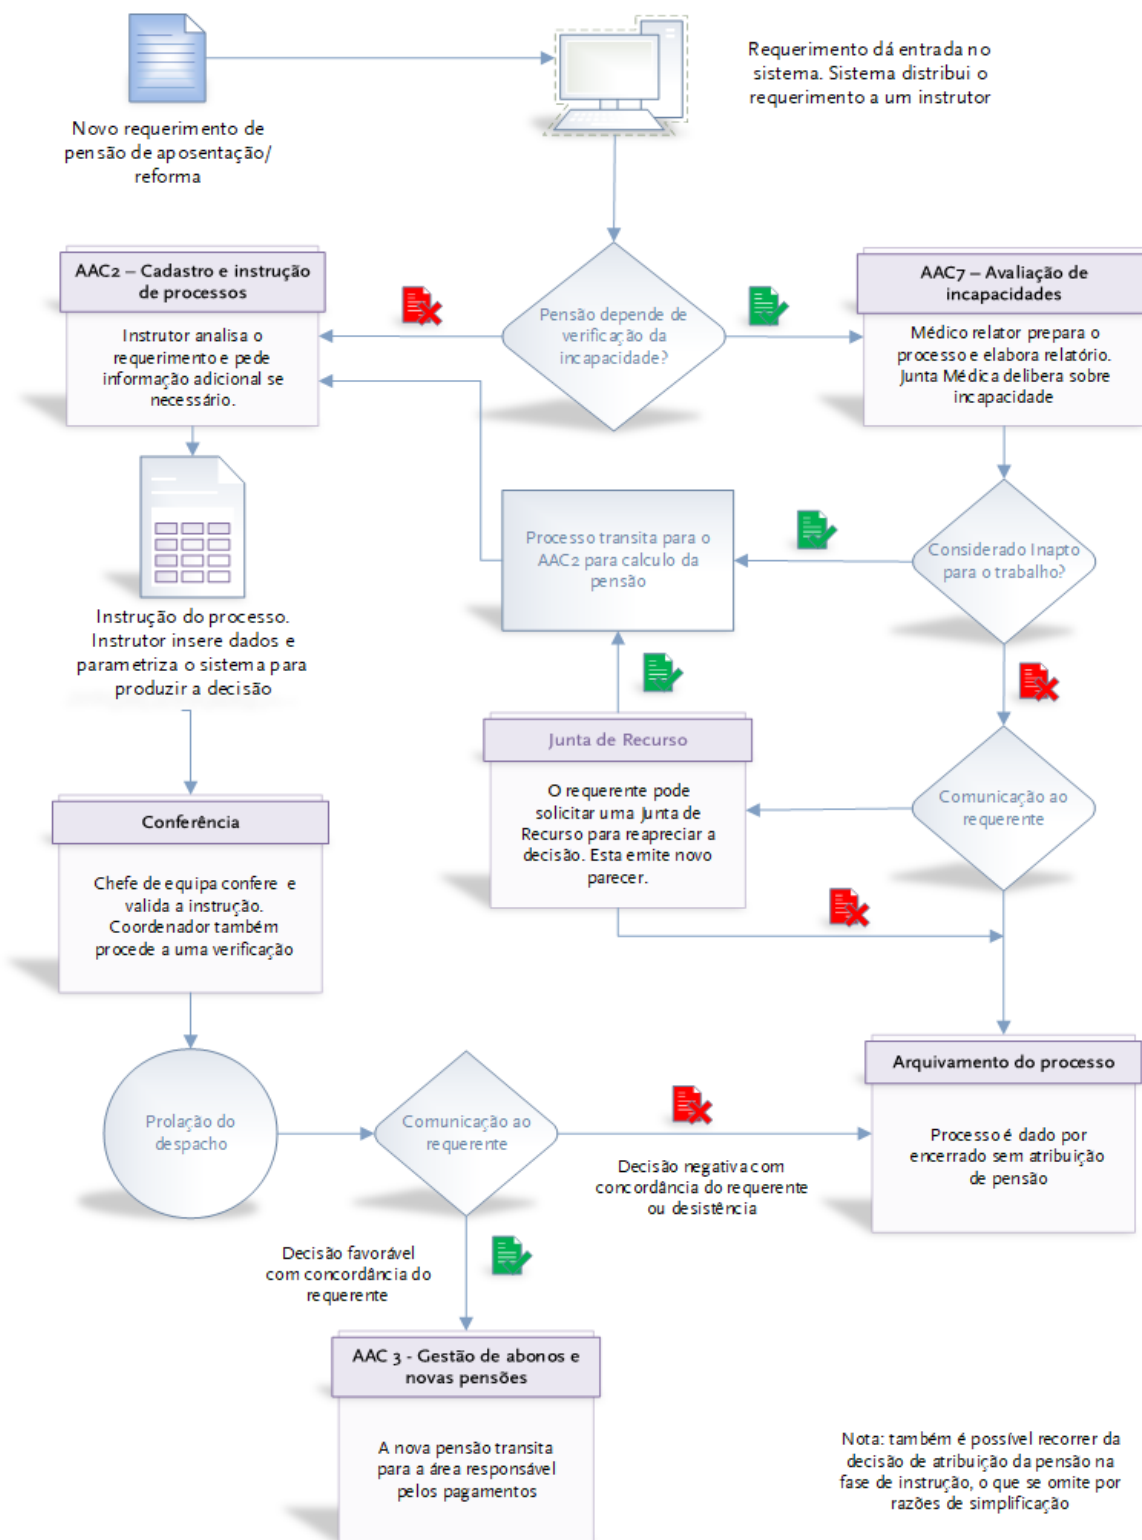 Requerimento dá entrada no
sistema. Sistema distribui o
requerimento a um instrutor
Novo requerimento de
pensão de aposentação/
reforma
AAC2 – Cadastro e instrução
de processos
Instrutor analisa o
requerimento e pede
informação adicional se
necessário.
Pensão depende de
verificação da
incapacidade?
AAC7 – Avaliação de
incapacidades
Médico relator prepara o
processo e elabora relatório.
Junta Médica delibera sobre
incapacidade
Processo transita para o
AAC2 para calculo da
pensão
Considerado Inapto
para o trabalho?
Instrução do processo.
Instrutor insere dados e
parametriza o sistema para
produzir a decisão
Junta de Recurso
O requerente pode
solicitar uma Junta de
Recurso para reapreciar a
decisão. Esta emite novo
parecer.
Comunicação ao
requerente
Conferência
Chefe de equipa confere e
valida a instrução.
Coordenador também
procede a uma verificação
Prolação do
despacho
Comunicação ao
requerente
Decisão negativa com
concordância do requerente
ou desistência
Arquivamento do processo
Processo é dado por
encerrado sem atribuição
de pensão
Decisão favorável
com concordância do
requerente
AAC 3 - Gestão de abonos e
novas pensões
A nova pensão transita
para a área responsável
pelos pagamentos
Nota: também é possível recorrer da
decisão de atribuição da pensão na
fase de instrução, o que se omite por
razões de simplificação